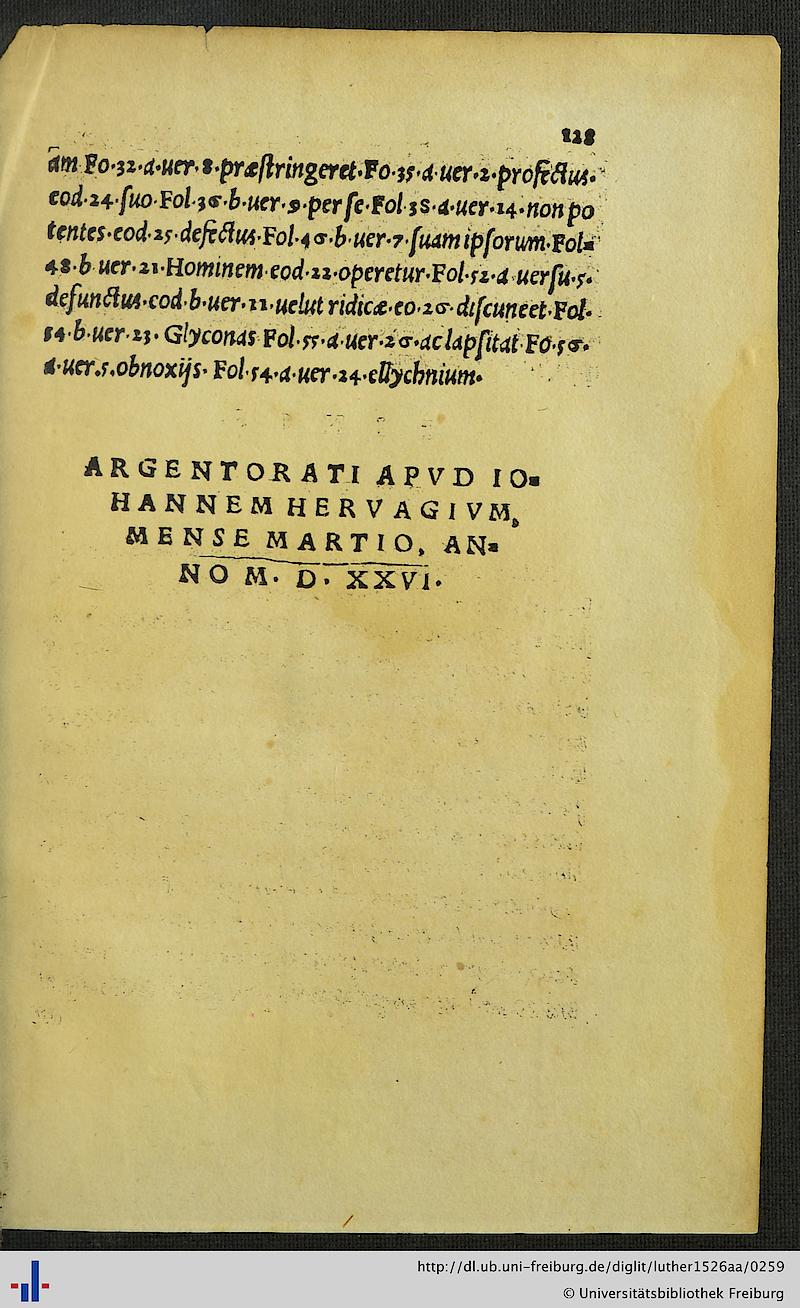 128
am Fo·32·a·uer·8·præſtringeret·Fo·35·a·uer·2·profectus·
eod·24·ſuo·Fol·36·b·uer·9·per ſe·Fol·38·a·uer·14·non po
tentes·eod·25·defectus·Fol·46·b·uer·7·ſuam ipſorum·Fol-
48·b·uer·21·Hominem·eod·22·operetur·Fol·52·a·uerſu·5·
defunctus·eod·b·uer·11·uelut ridicæ·eo·26·diſcuneet·Fol·
54·b·uer·23·Glyconas·Fol·55·a·uer·26·ac lapſitat·Fo·56·
a·uer·5·obnoxijs·Fol·54·a·uer·24·ellychnium·
ARGENTORATI APVD IO-
HANNEM HERVAGIVM,
MENSE MARTIO, AN-
NO M. D. XXVI.
http://dl.ub.uni-freiburg.de/diglit/luther1526aa/0259
© Universitätsbibliothek Freiburg